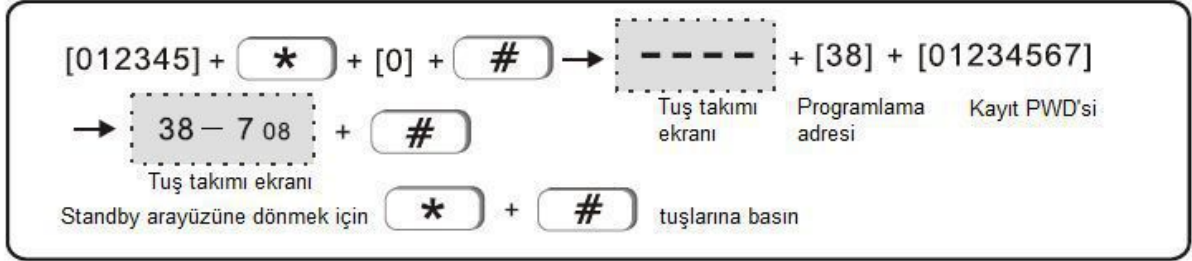 [012345] + * + [0] + # → ---- + [38] + [01234567]
Tuş takımı ekranı Programlama adresi Kayıt PWD'si
→ 38 — 7 08 + #
Tuş takımı ekranı
Standby arayüzüne dönmek için * + # tuşlarına basın